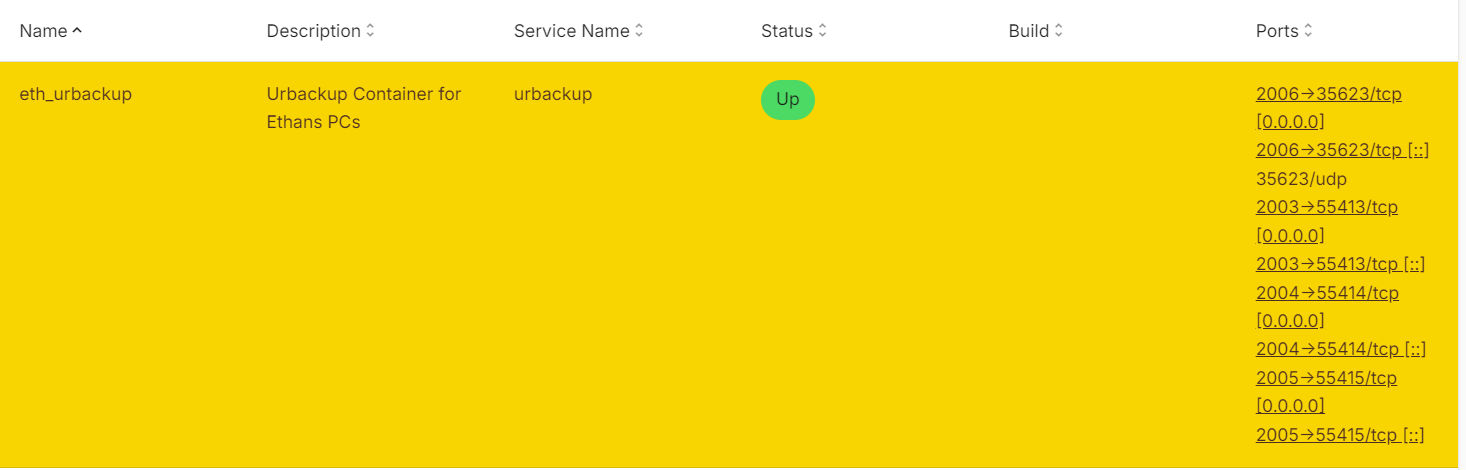 Name Description Service Name Status Build Ports
eth_urbackup Urbackup Container for Ethans PCs urbackup Up
2006→35623/tcp
[0.0.0.0]
2006→35623/tcp [::]
35623/udp
2003→55413/tcp
[0.0.0.0]
2003→55413/tcp [::]
2004→55414/tcp
[0.0.0.0]
2004→55414/tcp [::]
2005→55415/tcp
[0.0.0.0]
2005→55415/tcp [::]